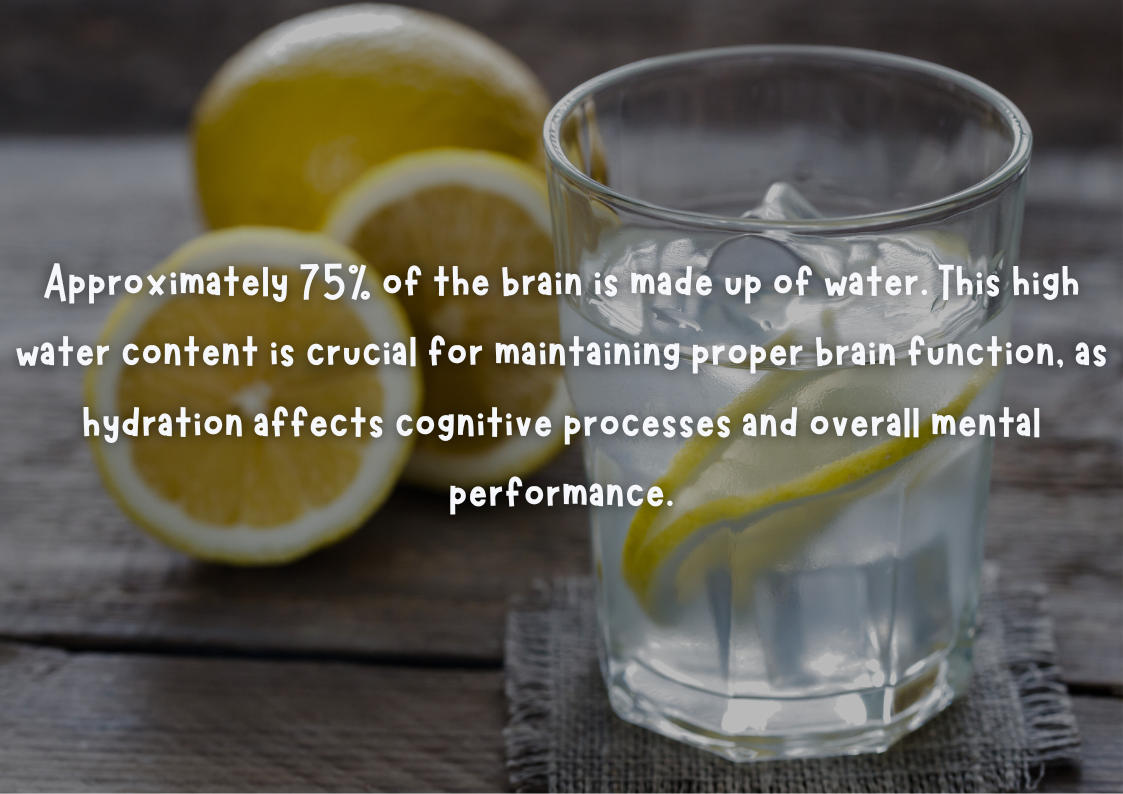 Approximately 75% of the brain is made up of water. This high
water content is crucial for maintaining proper brain function, as
hydration affects cognitive processes and overall mental
performance.